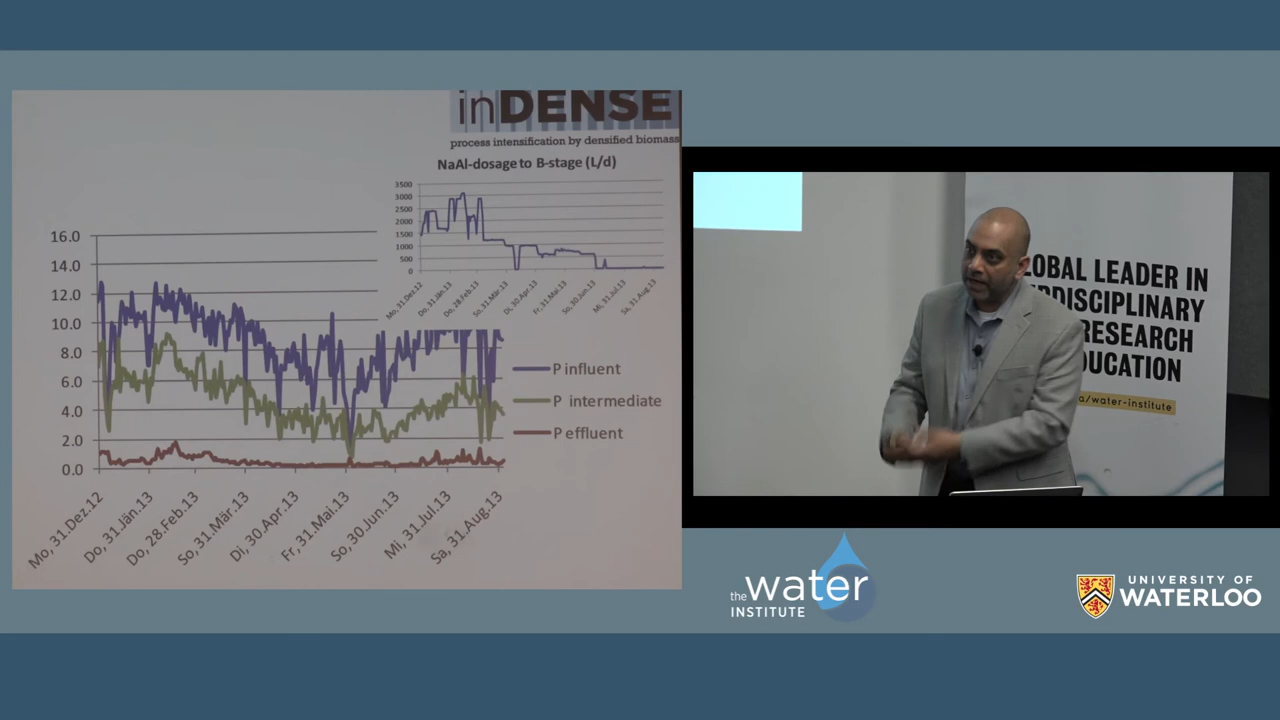 inDENSE
process intensification by densified biomass
NaAl-dosage to B-stage (L/d)
3500
3000
2500
2000
1500
1000
500
0
Mo, 31.Dez.12
Do, 31.Jän.13
Do, 28.Feb.13
So, 31.Mär.13
Di, 30.Apr.13
Fr, 31.Mai.13
So, 30.Jun.13
Mi, 31.Jul.13
Sa, 31.Aug.13
16.0
14.0
12.0
10.0
8.0
6.0
4.0
2.0
0.0
P influent
P intermediate
P effluent
Mo, 31.Dez.12
Do, 31.Jän.13
Do, 28.Feb.13
So, 31.Mär.13
Di, 30.Apr.13
Fr, 31.Mai.13
So, 30.Jun.13
Mi, 31.Jul.13
Sa, 31.Aug.13
LOBAL LEADER IN
RDISCIPLINARY
RESEARCH
DUCATION
a/water-institute
the water
INSTITUTE
UNIVERSITY OF
WATERLOO